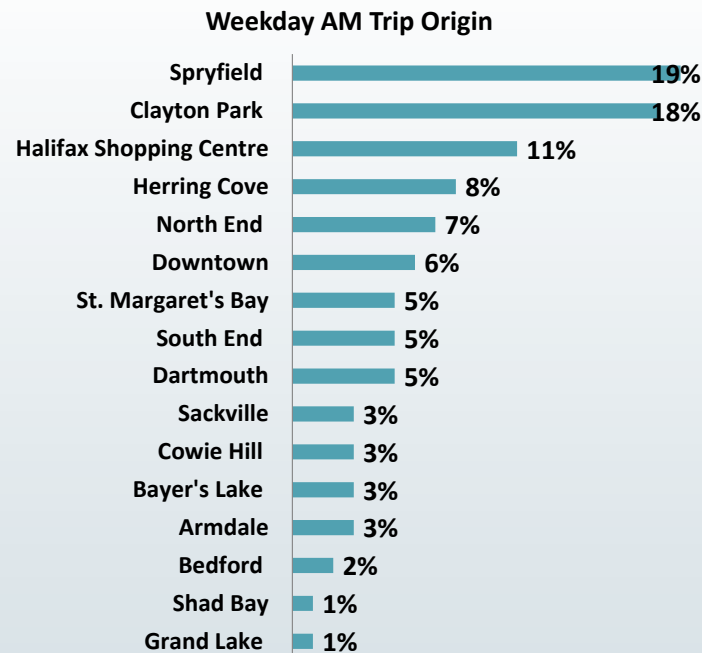 Weekday AM Trip Origin
Spryfield 19%
Clayton Park 18%
Halifax Shopping Centre 11%
Herring Cove 8%
North End 7%
Downtown 6%
St. Margaret's Bay 5%
South End 5%
Dartmouth 5%
Sackville 3%
Cowie Hill 3%
Bayer's Lake 3%
Armdale 3%
Bedford 2%
Shad Bay 1%
Grand Lake 1%